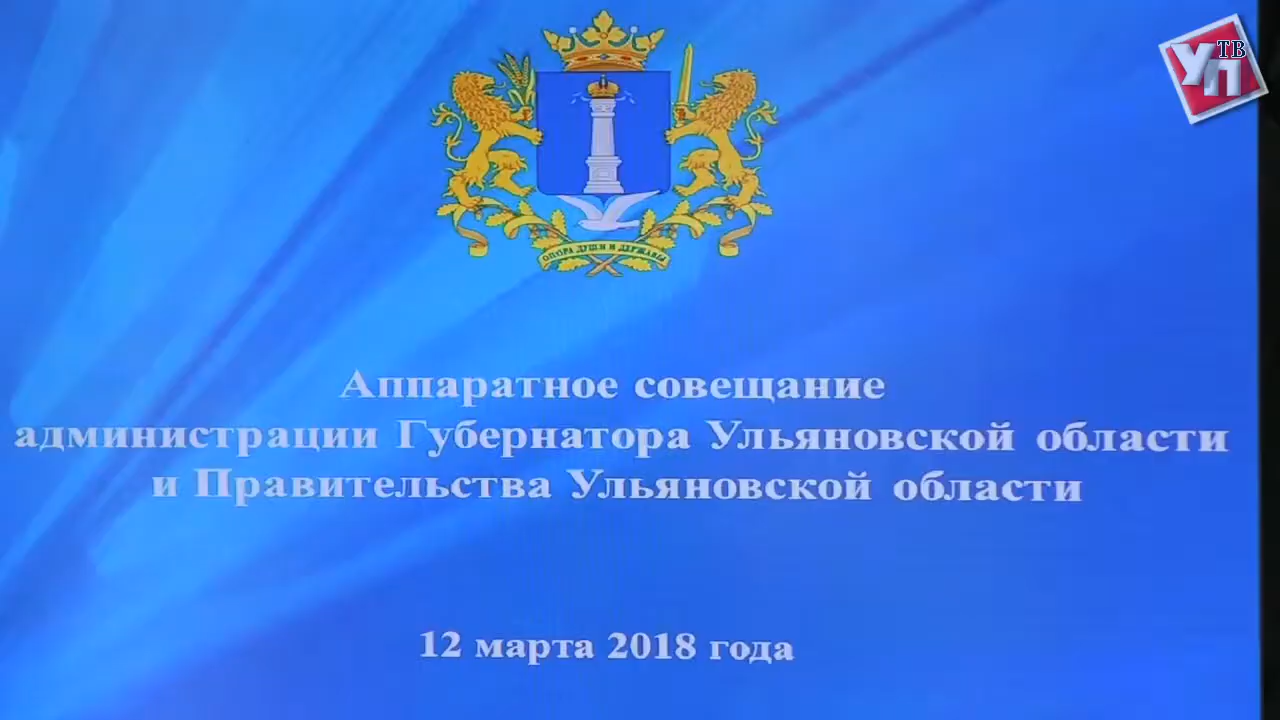 УП ТВ
ОПОРА ДУШИ И ДЕРЖАВЫ
Аппаратное совещание
администрации Губернатора Ульяновской области
и Правительства Ульяновской области
12 марта 2018 года